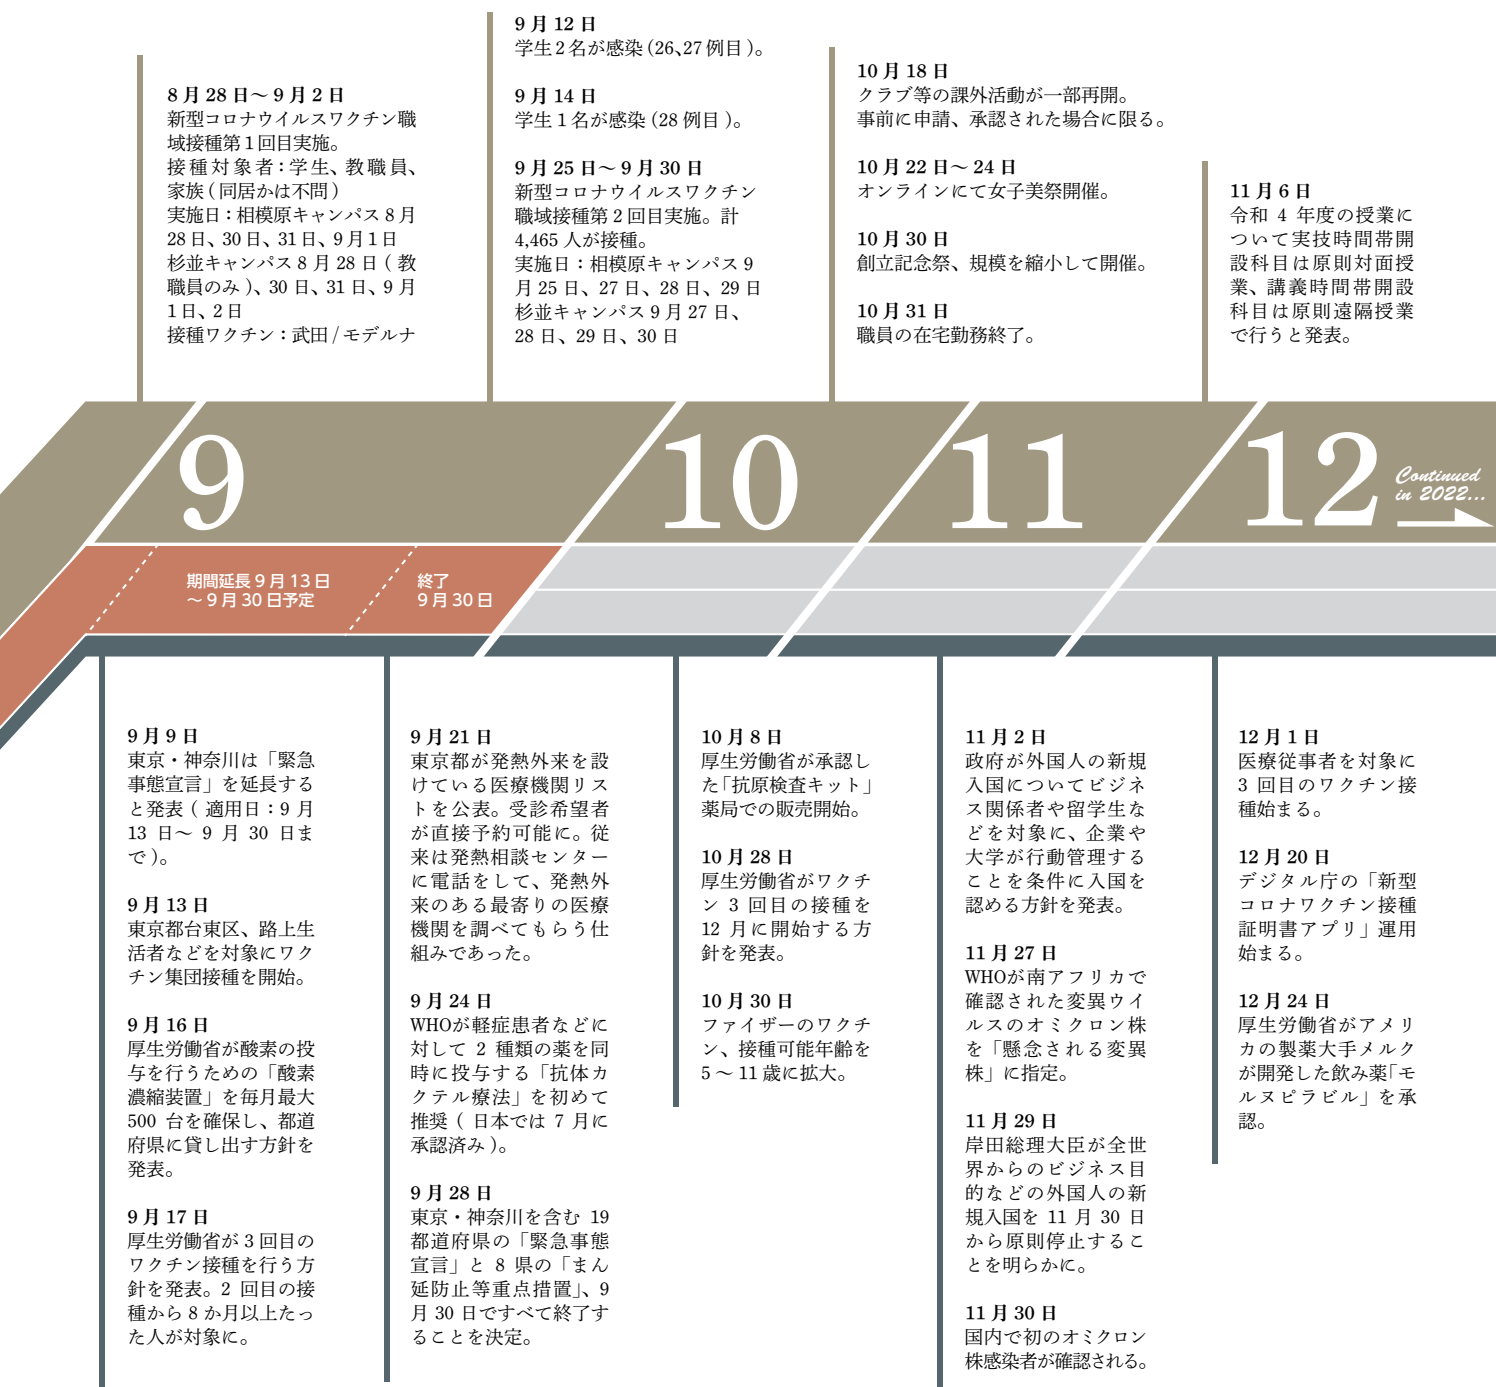 8月28日～9月2日
新型コロナウイルスワクチン職
域接種第1回目実施。
接種対象者：学生、教職員、
家族(同居かは不問)
実施日：相模原キャンパス8月
28日、30日、31日、9月1日
杉並キャンパス8月28日(教
職員のみ)、30日、31日、9月
1日、2日
接種ワクチン：武田/モデルナ
9月12日
学生2名が感染(26、27例目)。
9月14日
学生1名が感染(28例目)。
9月25日～9月30日
新型コロナウイルスワクチン
職域接種第2回目実施。計
4,465人が接種。
実施日：相模原キャンパス9
月25日、27日、28日、29日
杉並キャンパス9月27日、
28日、29日、30日
10月18日
クラブ等の課外活動が一部再開。
事前に申請、承認された場合に限る。
10月22日～24日
オンラインにて女子美祭開催。
10月30日
創立記念祭、規模を縮小して開催。
10月31日
職員の在宅勤務終了。
11月6日
令和4年度の授業に
ついて実技時間帯開
設科目は原則対面授
業、講義時間帯開設
科目は原則遠隔授業
で行うと発表。
9
10
11
12
Continued
in 2022...
期間延長9月13日
～9月30日予定
終了
9月30日
9月9日
東京・神奈川は「緊急
事態宣言」を延長する
と発表(適用日：9月
13日～9月30日ま
で)。
9月13日
東京都台東区、路上生
活者などを対象にワク
チン集団接種を開始。
9月16日
厚生労働省が酸素の投
与を行うための「酸素
濃縮装置」を毎月最大
500台を確保し、都道
府県に貸し出す方針を
発表。
9月17日
厚生労働省が3回目の
ワクチン接種を行う方
針を発表。2回目の接
種から8か月以上たっ
た人が対象に。
9月21日
東京都が発熱外来を設
けている医療機関リス
トを公表。受診希望者
が直接予約可能に。従
来は発熱相談センター
に電話をして、発熱外
来のある最寄りの医療
機関を調べてもらう仕
組みであった。
9月24日
WHOが軽症患者などに
対して2種類の薬を同
時に投与する「抗体カ
クテル療法」を初めて
推奨(日本では7月に
承認済み)。
9月28日
東京・神奈川を含む19
都道府県の「緊急事態
宣言」と8県の「まん
延防止等重点措置」、9
月30日ですべて終了す
ることを決定。
10月8日
厚生労働省が承認し
た「抗原検査キット」
薬局での販売開始。
10月28日
厚生労働省がワクチ
ン3回目の接種を
12月に開始する方
針を発表。
10月30日
ファイザーのワクチ
ン、接種可能年齢を
5～11歳に拡大。
11月2日
政府が外国人の新規
入国についてビジネ
ス関係者や留学生な
どを対象に、企業や
大学が行動管理する
ことを条件に入国を
認める方針を発表。
11月27日
WHOが南アフリカで
確認された変異ウイ
ルスのオミクロン株
を「懸念される変異
株」に指定。
11月29日
岸田総理大臣が全世
界からのビジネス目
的などの外国人の新
規入国を11月30日
から原則停止するこ
とを明らかに。
11月30日
国内で初のオミクロン
株感染者が確認される。
12月1日
医療従事者を対象に
3回目のワクチン接
種始まる。
12月20日
デジタル庁の「新型
コロナワクチン接種
証明書アプリ」運用
始まる。
12月24日
厚生労働省がアメリ
カの製薬大手メルク
が開発した飲み薬「モ
ルヌピラビル」を承
認。